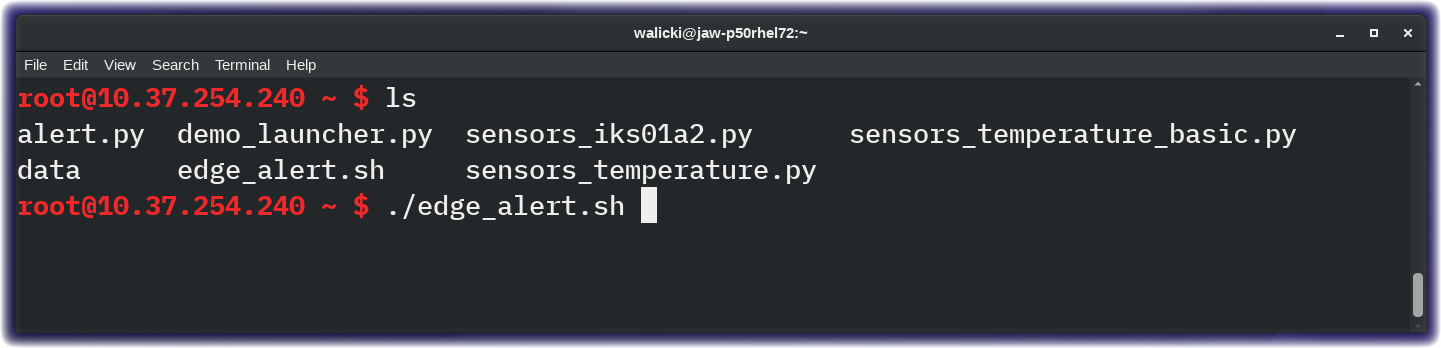 walicki@jaw-p50rhel72:~
File Edit View Search Terminal Help
root@10.37.254.240 ~ $ ls
alert.py  demo_launcher.py  sensors_iks01a2.py      sensors_temperature_basic.py
data      edge_alert.sh     sensors_temperature.py
root@10.37.254.240 ~ $ ./edge_alert.sh